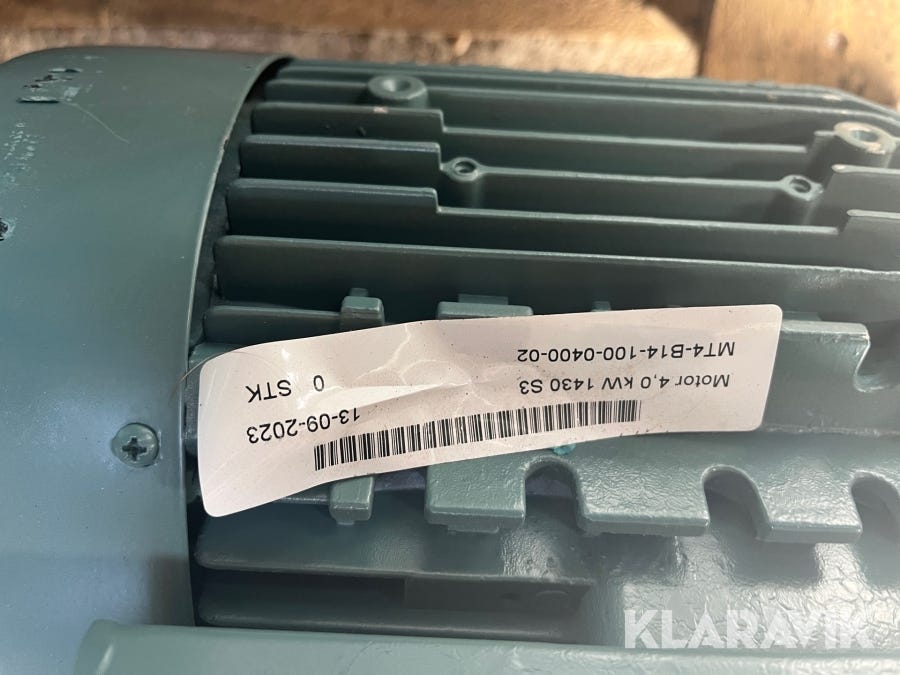 13-09-2023
Motor 4,0 kW 1430 S3
0 STK
MT4-B14-100-0400-02
KLARAVIK